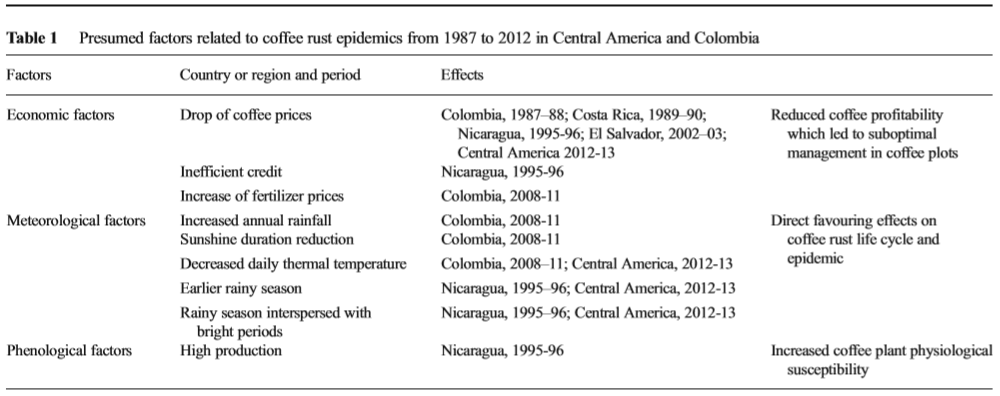 Table 1 Presumed factors related to coffee rust epidemics from 1987 to 2012 in Central America and Colombia
Factors Country or region and period Effects
Economic factors Drop of coffee prices Colombia, 1987–88; Costa Rica, 1989–90; Reduced coffee profitability
Nicaragua, 1995-96; El Salvador, 2002–03; which led to suboptimal
Central America 2012-13 management in coffee plots
Inefficient credit Nicaragua, 1995-96
Increase of fertilizer prices Colombia, 2008-11
Meteorological factors Increased annual rainfall Colombia, 2008-11 Direct favouring effects on
Sunshine duration reduction Colombia, 2008-11 coffee rust life cycle and
Decreased daily thermal temperature Colombia, 2008–11; Central America, 2012-13 epidemic
Earlier rainy season Nicaragua, 1995–96; Central America, 2012-13
Rainy season interspersed with Nicaragua, 1995–96; Central America, 2012-13
bright periods
Phenological factors High production Nicaragua, 1995-96 Increased coffee plant physiological
susceptibility